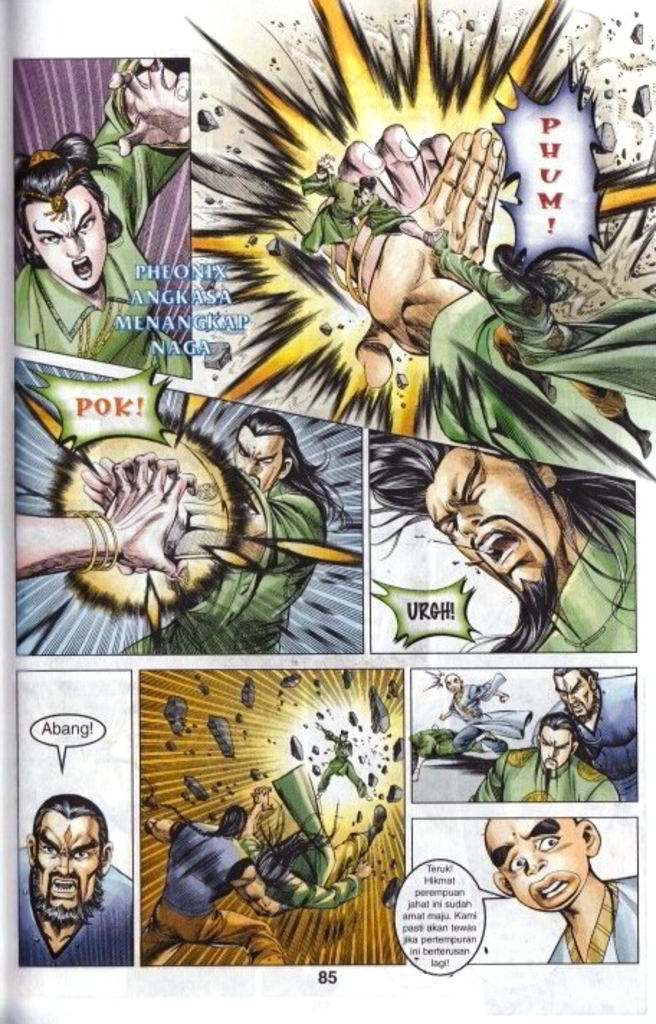 PHUM!
PHEONIX
ANGKASA
MENANGKAP
NAGA
POK!
URGH!
Abang!
Teruk!
Hikmat
perempuan
jahat ini sudah
amat maju. Kami
pasti akan tewas
jika pertempuran
ini berterusan
lagi!
85